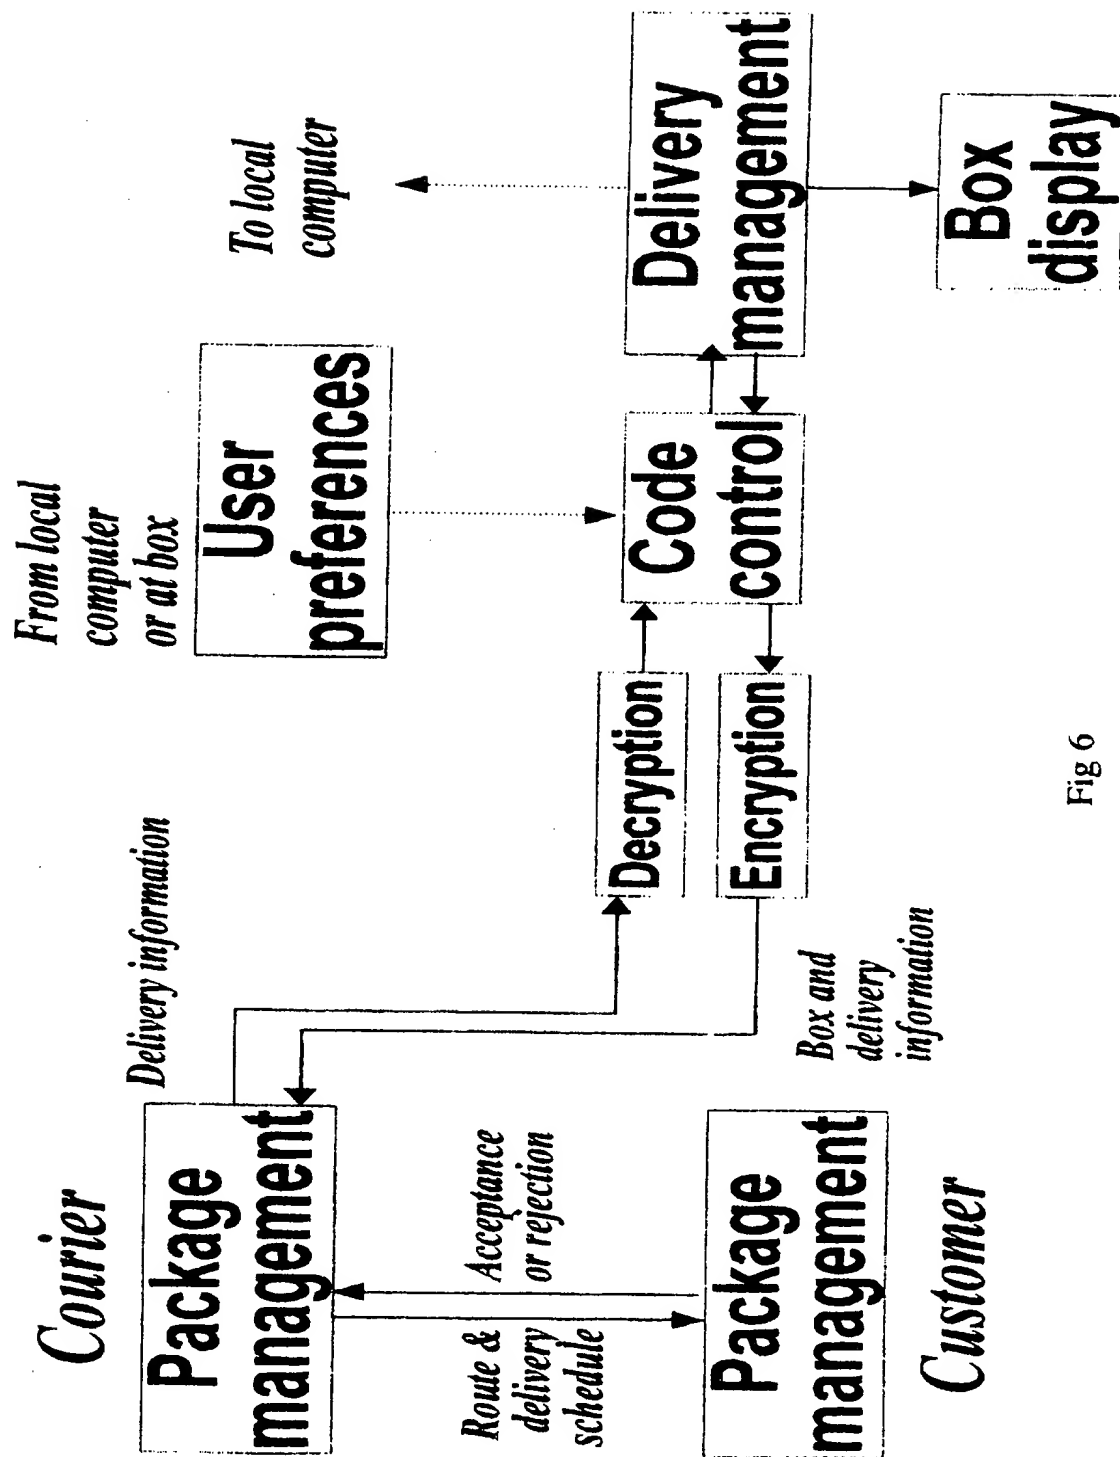 Courier
Package
management
Route &
delivery
schedule
Acceptance
or rejection
Package
management
Customer
Delivery information
Box and
delivery
information
Decryption
Encryption
From local
computer
or at box
User
preferences
Code
control
To local
computer
Delivery
management
Box
display
Fig 6